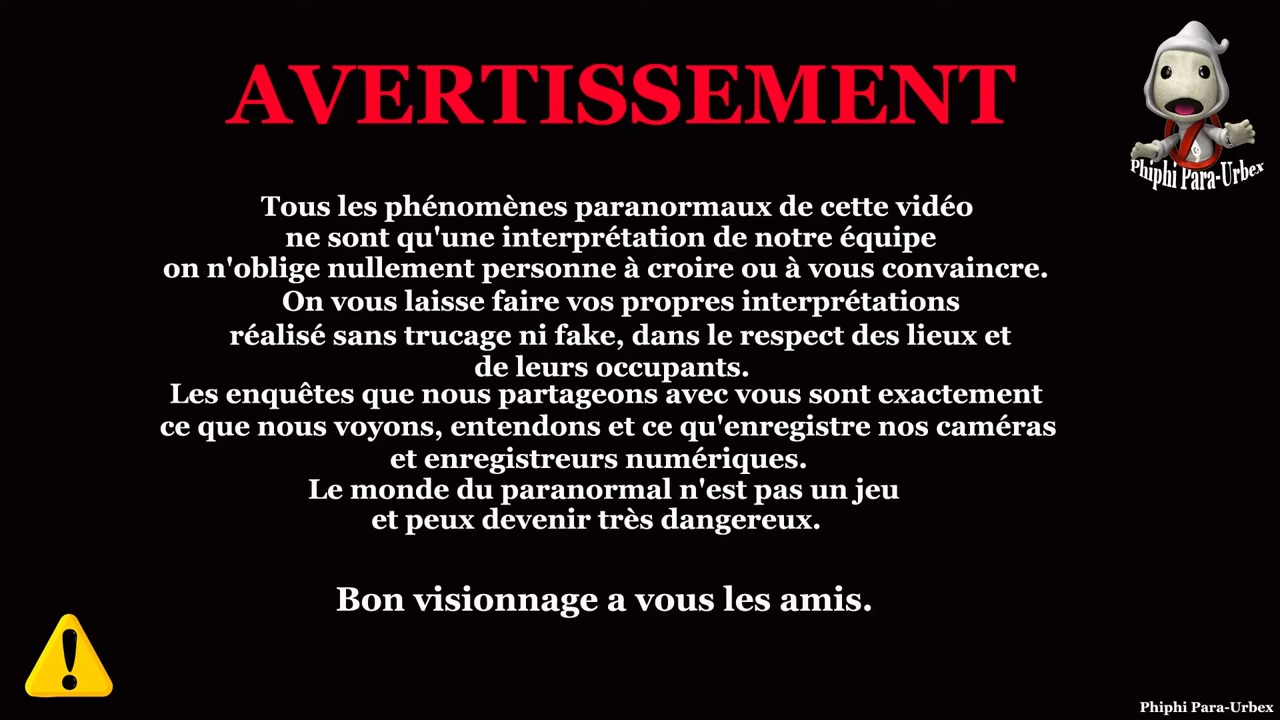 AVERTISSEMENT
Phiphi Para-Urbex
Tous les phénomènes paranormaux de cette vidéo
ne sont qu'une interprétation de notre équipe
on n'oblige nullement personne à croire ou à vous convaincre.
On vous laisse faire vos propres interprétations
réalisé sans trucage ni fake, dans le respect des lieux et
de leurs occupants.
Les enquêtes que nous partageons avec vous sont exactement
ce que nous voyons, entendons et ce qu'enregistre nos caméras
et enregistreurs numériques.
Le monde du paranormal n'est pas un jeu
et peux devenir très dangereux.
Bon visionnage a vous les amis.
Phiphi Para-Urbex